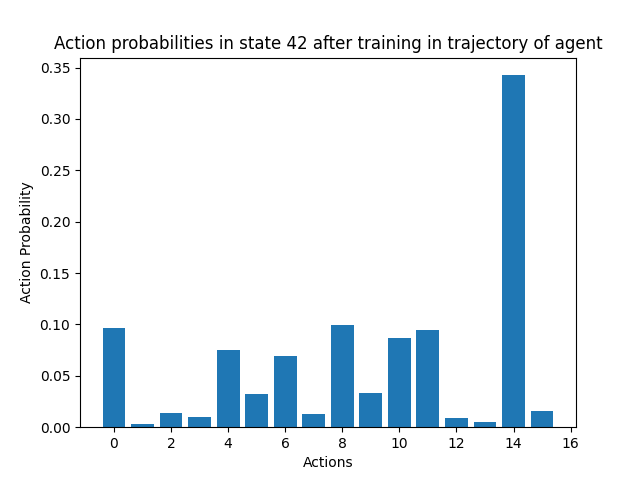 Action probabilities in state 42 after training in trajectory of agent
0.35
0.30
0.25
0.20
0.15
0.10
0.05
0.00
Action Probability
0 2 4 6 8 10 12 14 16
Actions